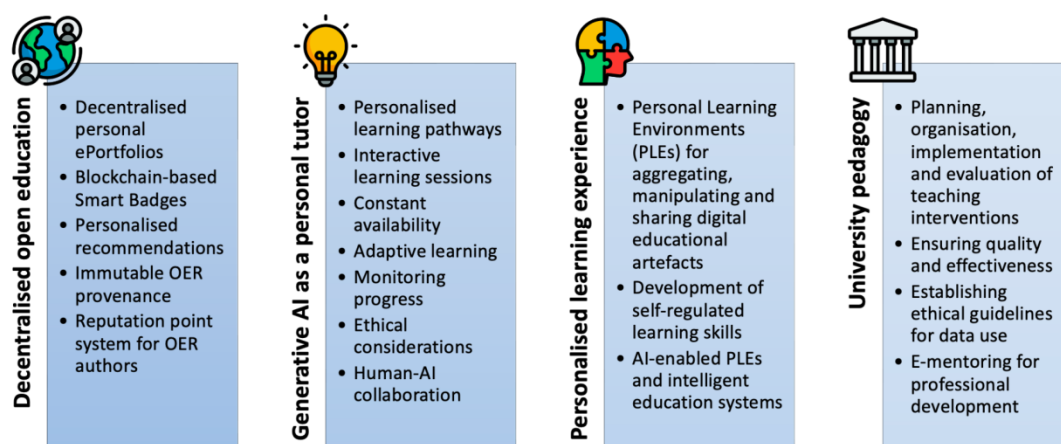 Decentralised open education
• Decentralised
personal
ePortfolios
• Blockchain-based
Smart Badges
• Personalised
recommendations
• Immutable OER
provenance
• Reputation point
system for OER
authors
Generative AI as a personal tutor
• Personalised
learning pathways
• Interactive
learning sessions
• Constant
availability
• Adaptive learning
• Monitoring
progress
• Ethical
considerations
• Human-AI
collaboration
Personalised learning experience
• Personal Learning
Environments
(PLEs) for
aggregating,
manipulating and
sharing digital
educational
artefacts
• Development of
self-regulated
learning skills
• AI-enabled PLEs
and intelligent
education systems
University pedagogy
• Planning,
organisation,
implementation
and evaluation of
teaching
interventions
• Ensuring quality
and effectiveness
• Establishing
ethical guidelines
for data use
• E-mentoring for
professional
development